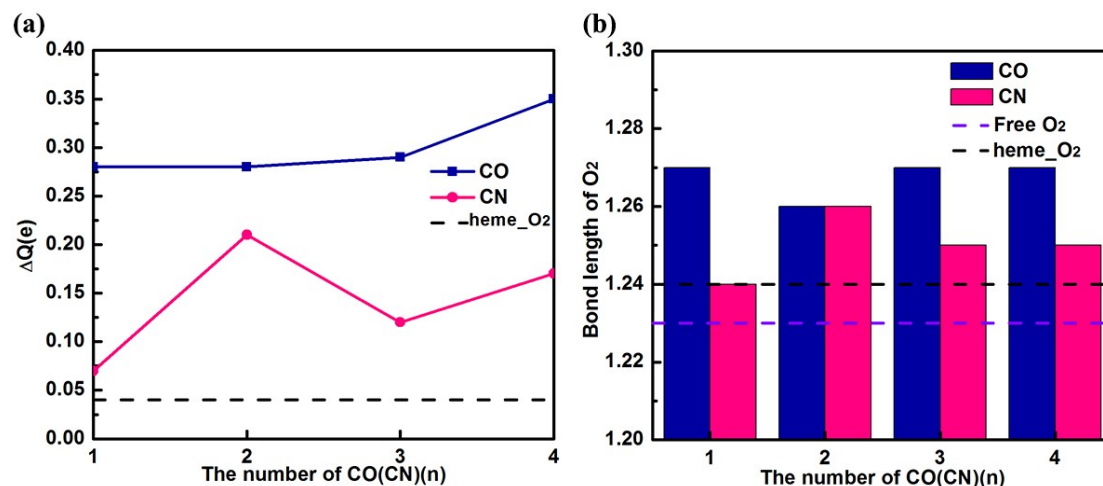 (a)
0.40
0.35
0.30
0.25
0.20
0.15
0.10
0.05
0.00
ΔQ(e)
CO
CN
heme_O₂
1 2 3 4
The number of CO(CN)(n)
(b)
1.30
1.28
1.26
1.24
1.22
1.20
Bond length of O₂
CO
CN
Free O₂
heme_O₂
1 2 3 4
The number of CO(CN)(n)